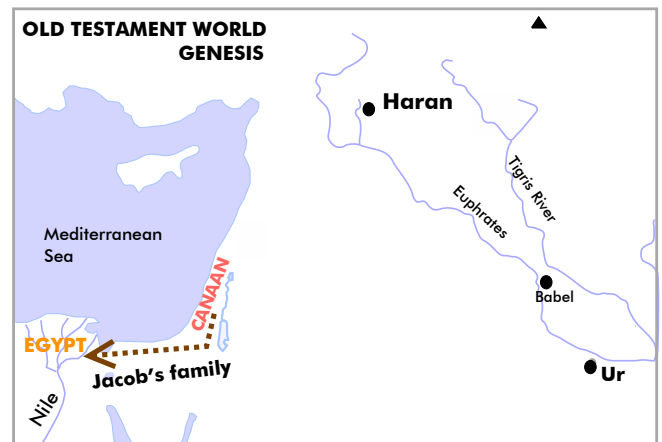 OLD TESTAMENT WORLD
GENESIS
Haran
Tigris River
Euphrates
Mediterranean
Sea
CANAAN
Babel
EGYPT
Jacob's family
Ur
Nile